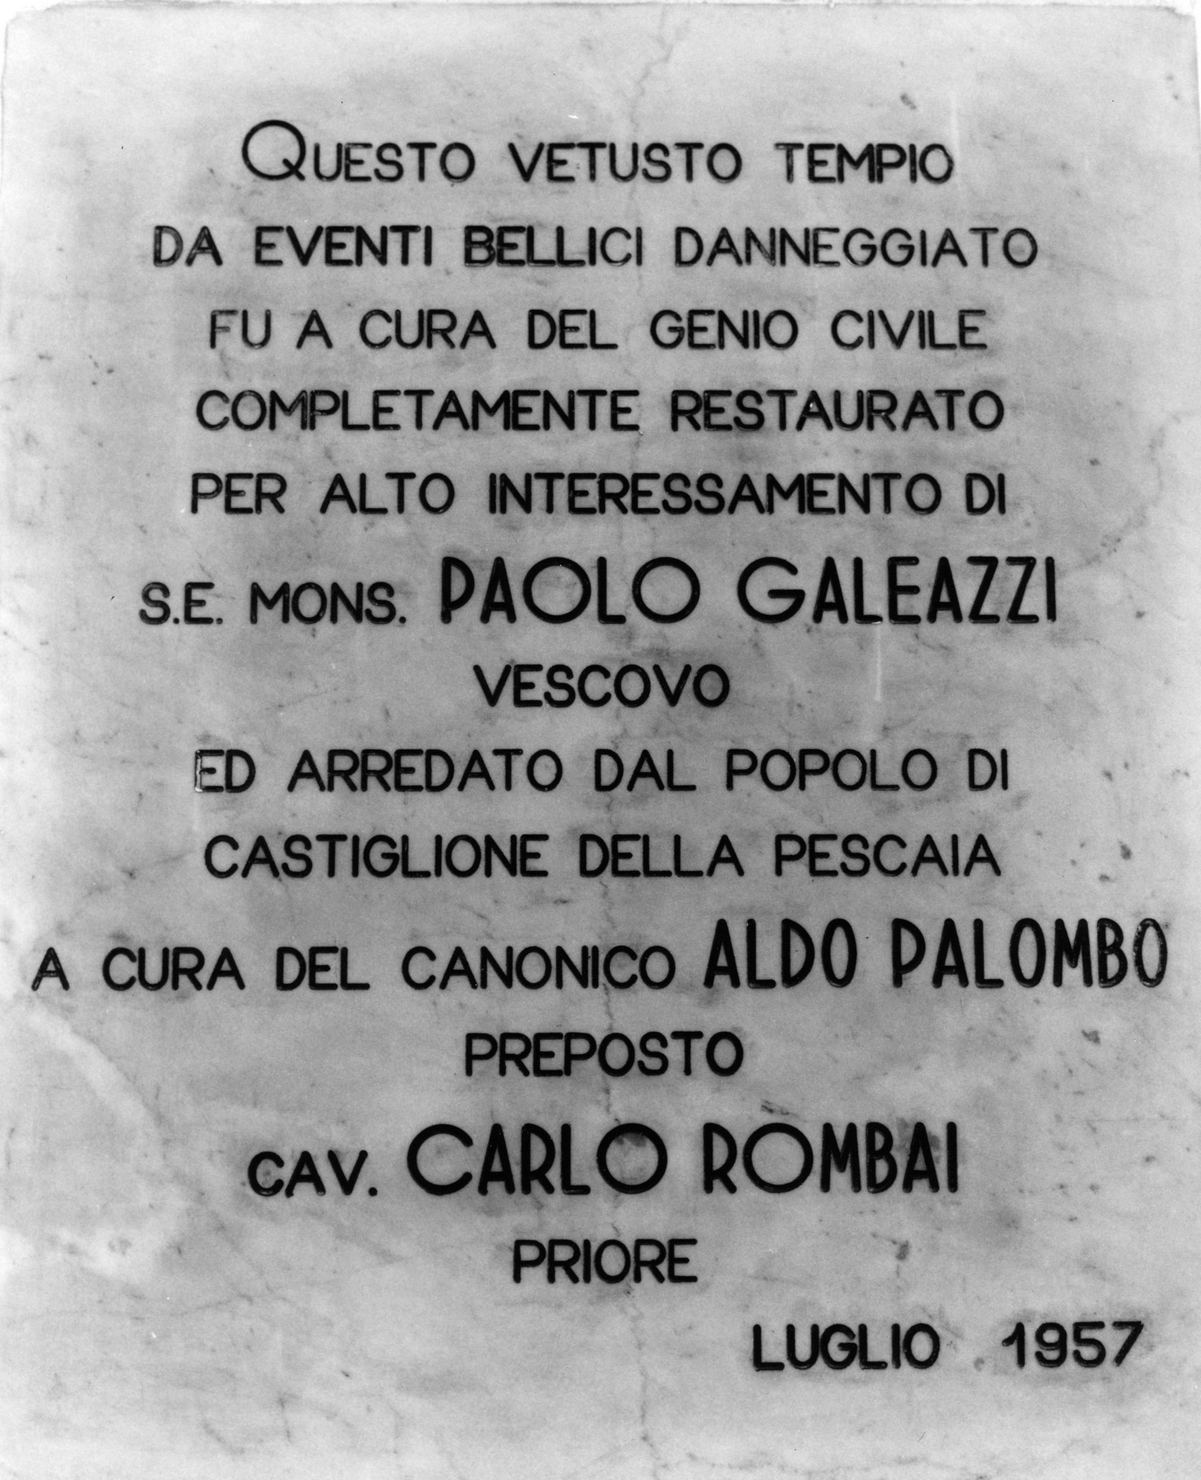 QUESTO VETUSTO TEMPIO
DA EVENTI BELLICI DANNEGGIATO
FU A CURA DEL GENIO CIVILE
COMPLETAMENTE RESTAURATO
PER ALTO INTERESSAMENTO DI
S.E. MONS. PAOLO GALEAZZI
VESCOVO
ED ARREDATO DAL POPOLO DI
CASTIGLIONE DELLA PESCAIA
A CURA DEL CANONICO ALDO PALOMBO
PREPOSTO
CAV. CARLO ROMBAI
PRIORE
LUGLIO 1957